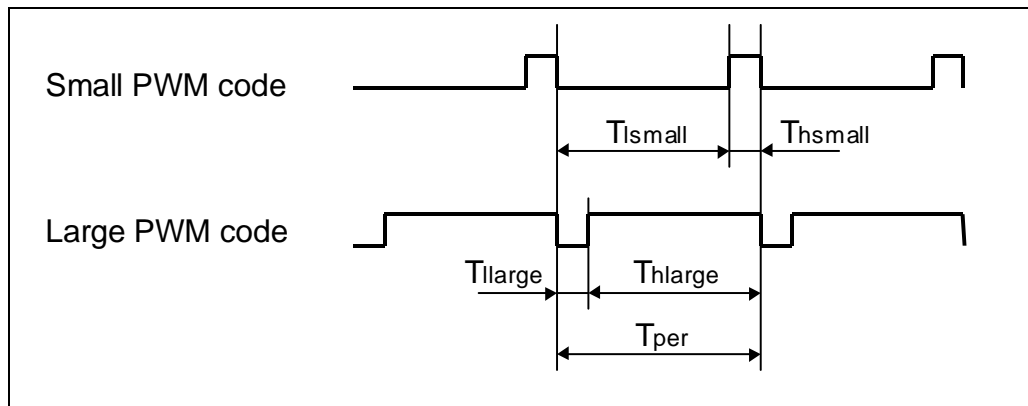 Small PWM code
Tlsmall Thsmall
Large PWM code
Tllarge Thlarge
Tper